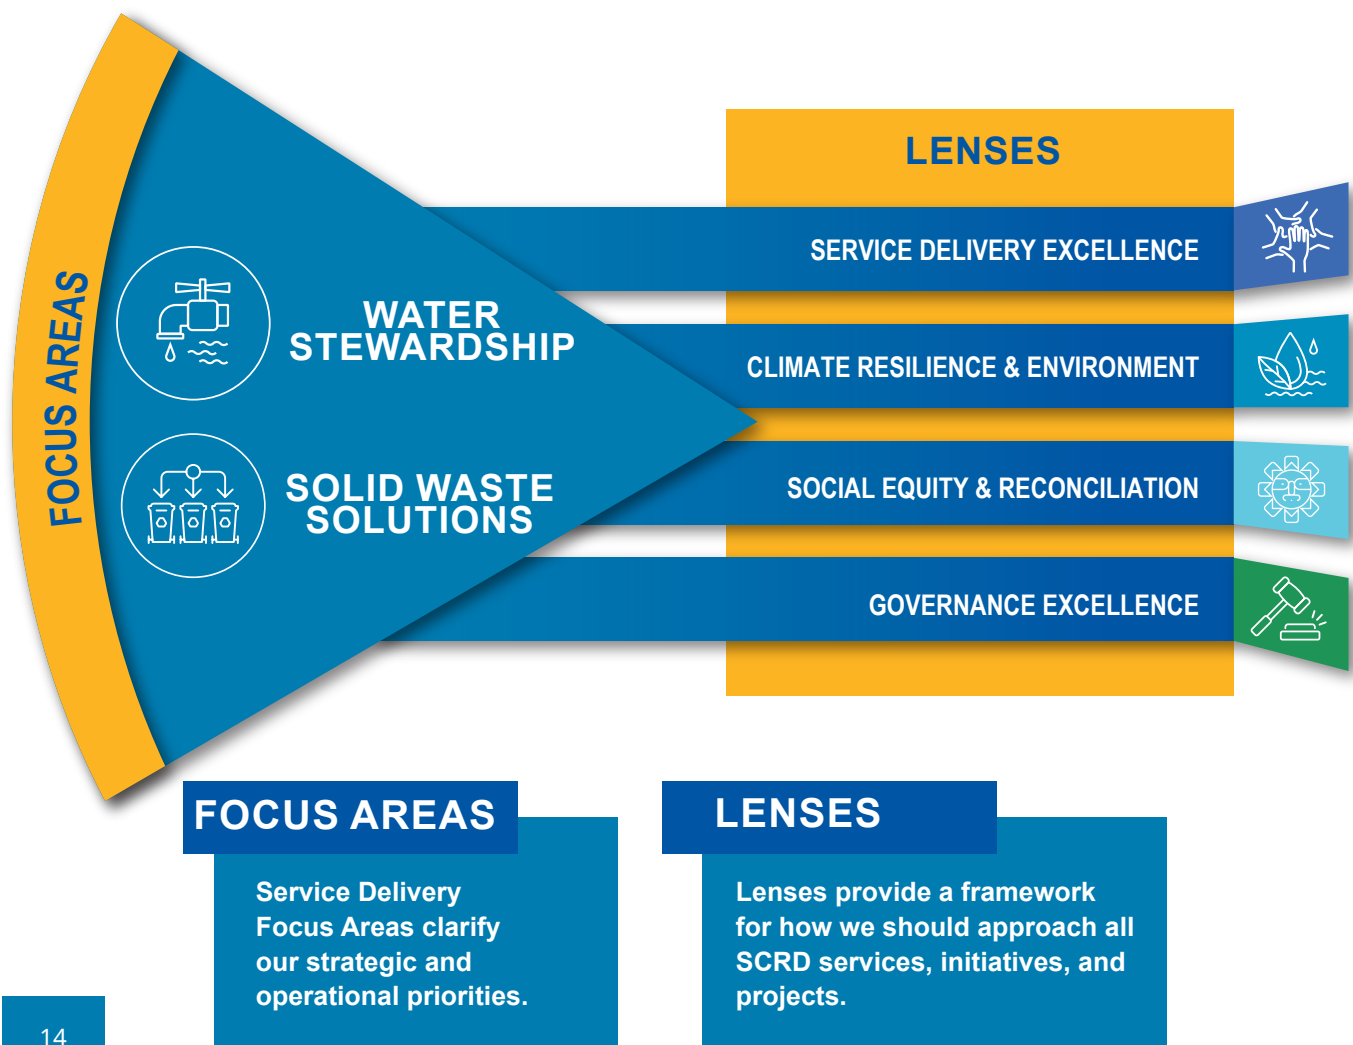 FOCUS AREAS
WATER
STEWARDSHIP
SOLID WASTE
SOLUTIONS
LENSES
SERVICE DELIVERY EXCELLENCE
CLIMATE RESILIENCE & ENVIRONMENT
SOCIAL EQUITY & RECONCILIATION
GOVERNANCE EXCELLENCE
FOCUS AREAS
Service Delivery
Focus Areas clarify
our strategic and
operational priorities.
LENSES
Lenses provide a framework
for how we should approach all
SCRD services, initiatives, and
projects.
14